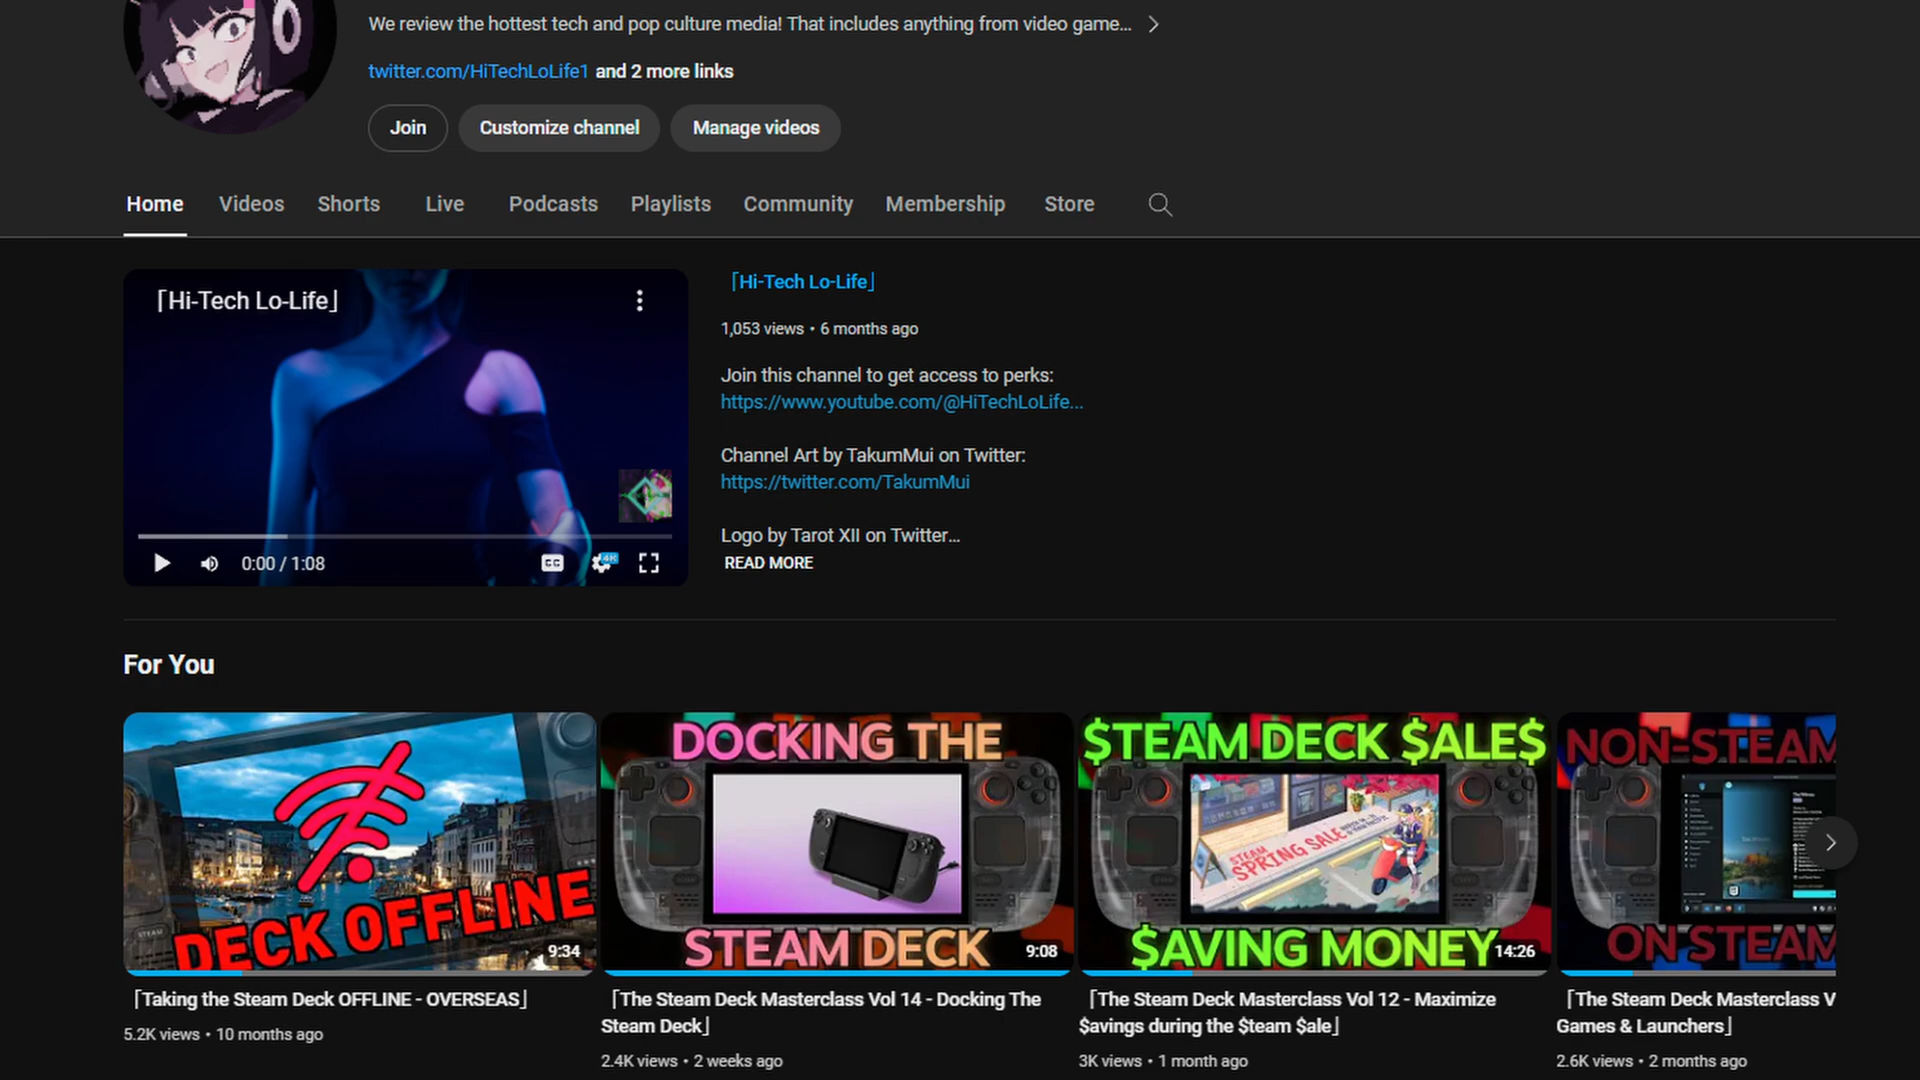 We review the hottest tech and pop culture media! That includes anything from video game...
twitter.com/HiTechLoLife1 and 2 more links
Join Customize channel Manage videos
Home Videos Shorts Live Podcasts Playlists Community Membership Store
「Hi-Tech Lo-Life」
0:00 / 1:08
「Hi-Tech Lo-Life」
1,053 views • 6 months ago
Join this channel to get access to perks:
https://www.youtube.com/@HiTechLoLife...
Channel Art by TakumMui on Twitter:
https://twitter.com/TakumMui
Logo by Tarot XII on Twitter...
READ MORE
For You
DECK OFFLINE
STEAM
9:34
「Taking the Steam Deck OFFLINE - OVERSEAS」
5.2K views • 10 months ago
DOCKING THE
STEAM DECK
9:08
「The Steam Deck Masterclass Vol 14 - Docking The
Steam Deck」
2.4K views • 2 weeks ago
$TEAM DECK $ALE$
STEAM
SPRING SALE
$AVING MONEY
14:26
「The Steam Deck Masterclass Vol 12 - Maximize
$avings during the $team $ale」
3K views • 1 month ago
NON-STEAM
ON STEAM
「The Steam Deck Masterclass V
Games & Launchers」
2.6K views • 2 months ago